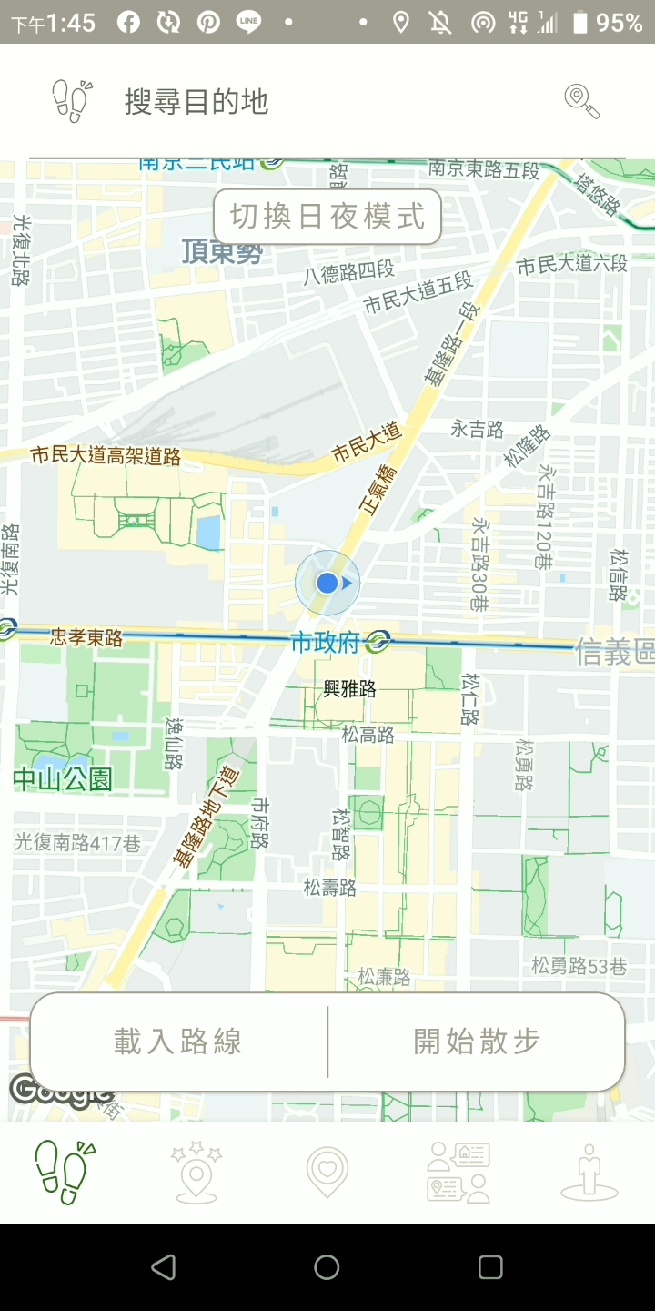 下午1:45 LINE 4G 95%
搜尋目的地
南京三民站
南京東路五段
塔悠路
切換日夜模式
光復北路
頂東勢
八德路四段
市民大道五段
市民大道六段
基隆路一段
市民大道高架道路
市民大道
永吉路
松隆路
正氣橋
永吉路30巷
永吉路120巷
光復南路
松信路
忠孝東路
市政府
信義區
興雅路
松仁路
逸仙路
松高路
松勇路
中山公園
基隆路地下道
市府路
松智路
光復南路417巷
松壽路
松廉路
松勇路53巷
載入路線
開始散步
Google